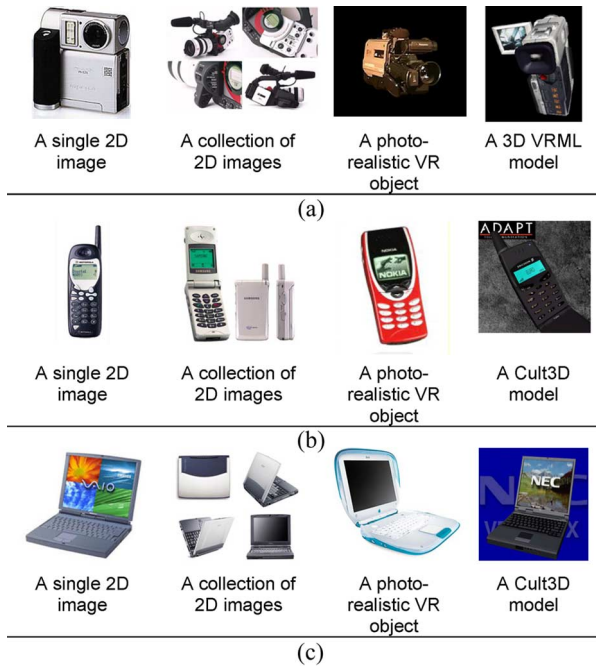 A single 2D
image
A collection of
2D images
A photo-
realistic VR
object
A 3D VRML
model
(a)
NOKIA
NOKIA
ADAPT
A single 2D
image
A collection of
2D images
A photo-
realistic VR
object
A Cult3D
model
(b)
VAIO
NEC
NEC
A single 2D
image
A collection of
2D images
A photo-
realistic VR
object
A Cult3D
model
(c)